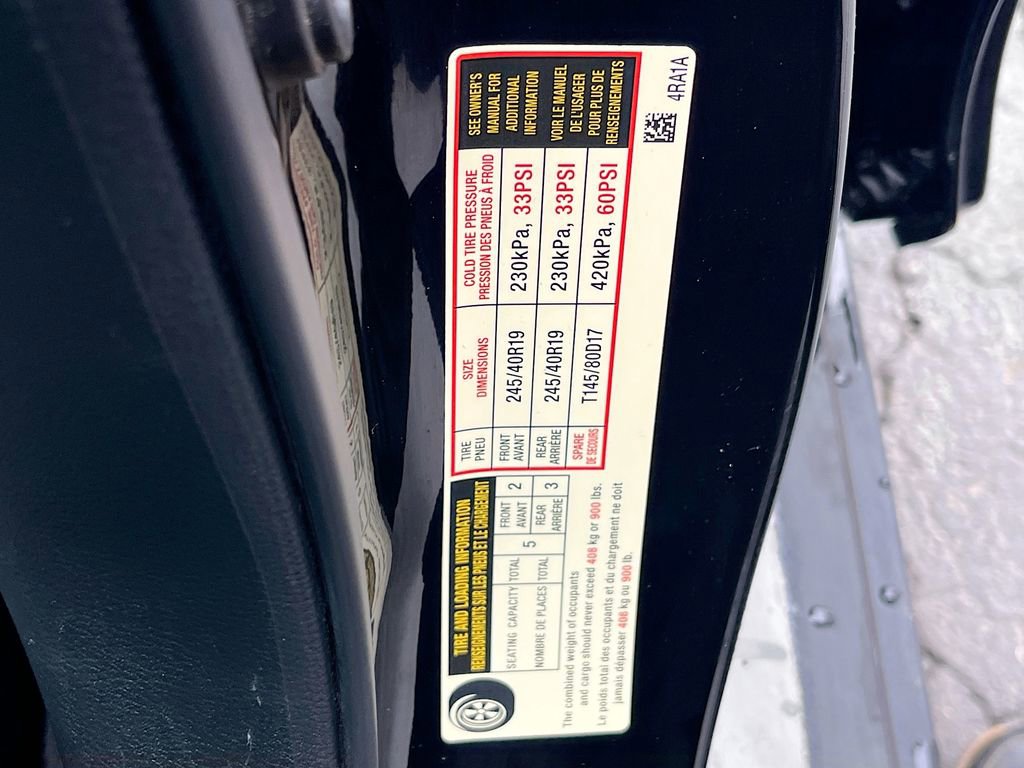 TIRE AND LOADING INFORMATION
RENSEIGNEMENTS SUR LES PNEUS ET LE CHARGEMENT
SEATING CAPACITY TOTAL 5 FRONT 2
AVANT
NOMBRE DE PLACES TOTAL REAR 3
ARRIÈRE
The combined weight of occupants
and cargo should never exceed 408 kg or 900 lbs.
Le poids total des occupants et du chargement ne doit
jamais dépasser 408 kg ou 900 lb.
TIRE SIZE COLD TIRE PRESSURE
PNEU DIMENSIONS PRESSION DES PNEUS À FROID
FRONT 245/40R19 230kPa, 33PSI
AVANT
REAR 245/40R19 230kPa, 33PSI
ARRIÈRE
SPARE T145/80D17 420kPa, 60PSI
DE SECOURS
SEE OWNER'S
MANUAL FOR
ADDITIONAL
INFORMATION
VOIR LE MANUEL
DE L'USAGER
POUR PLUS DE
RENSEIGNEMENTS
4RA1A